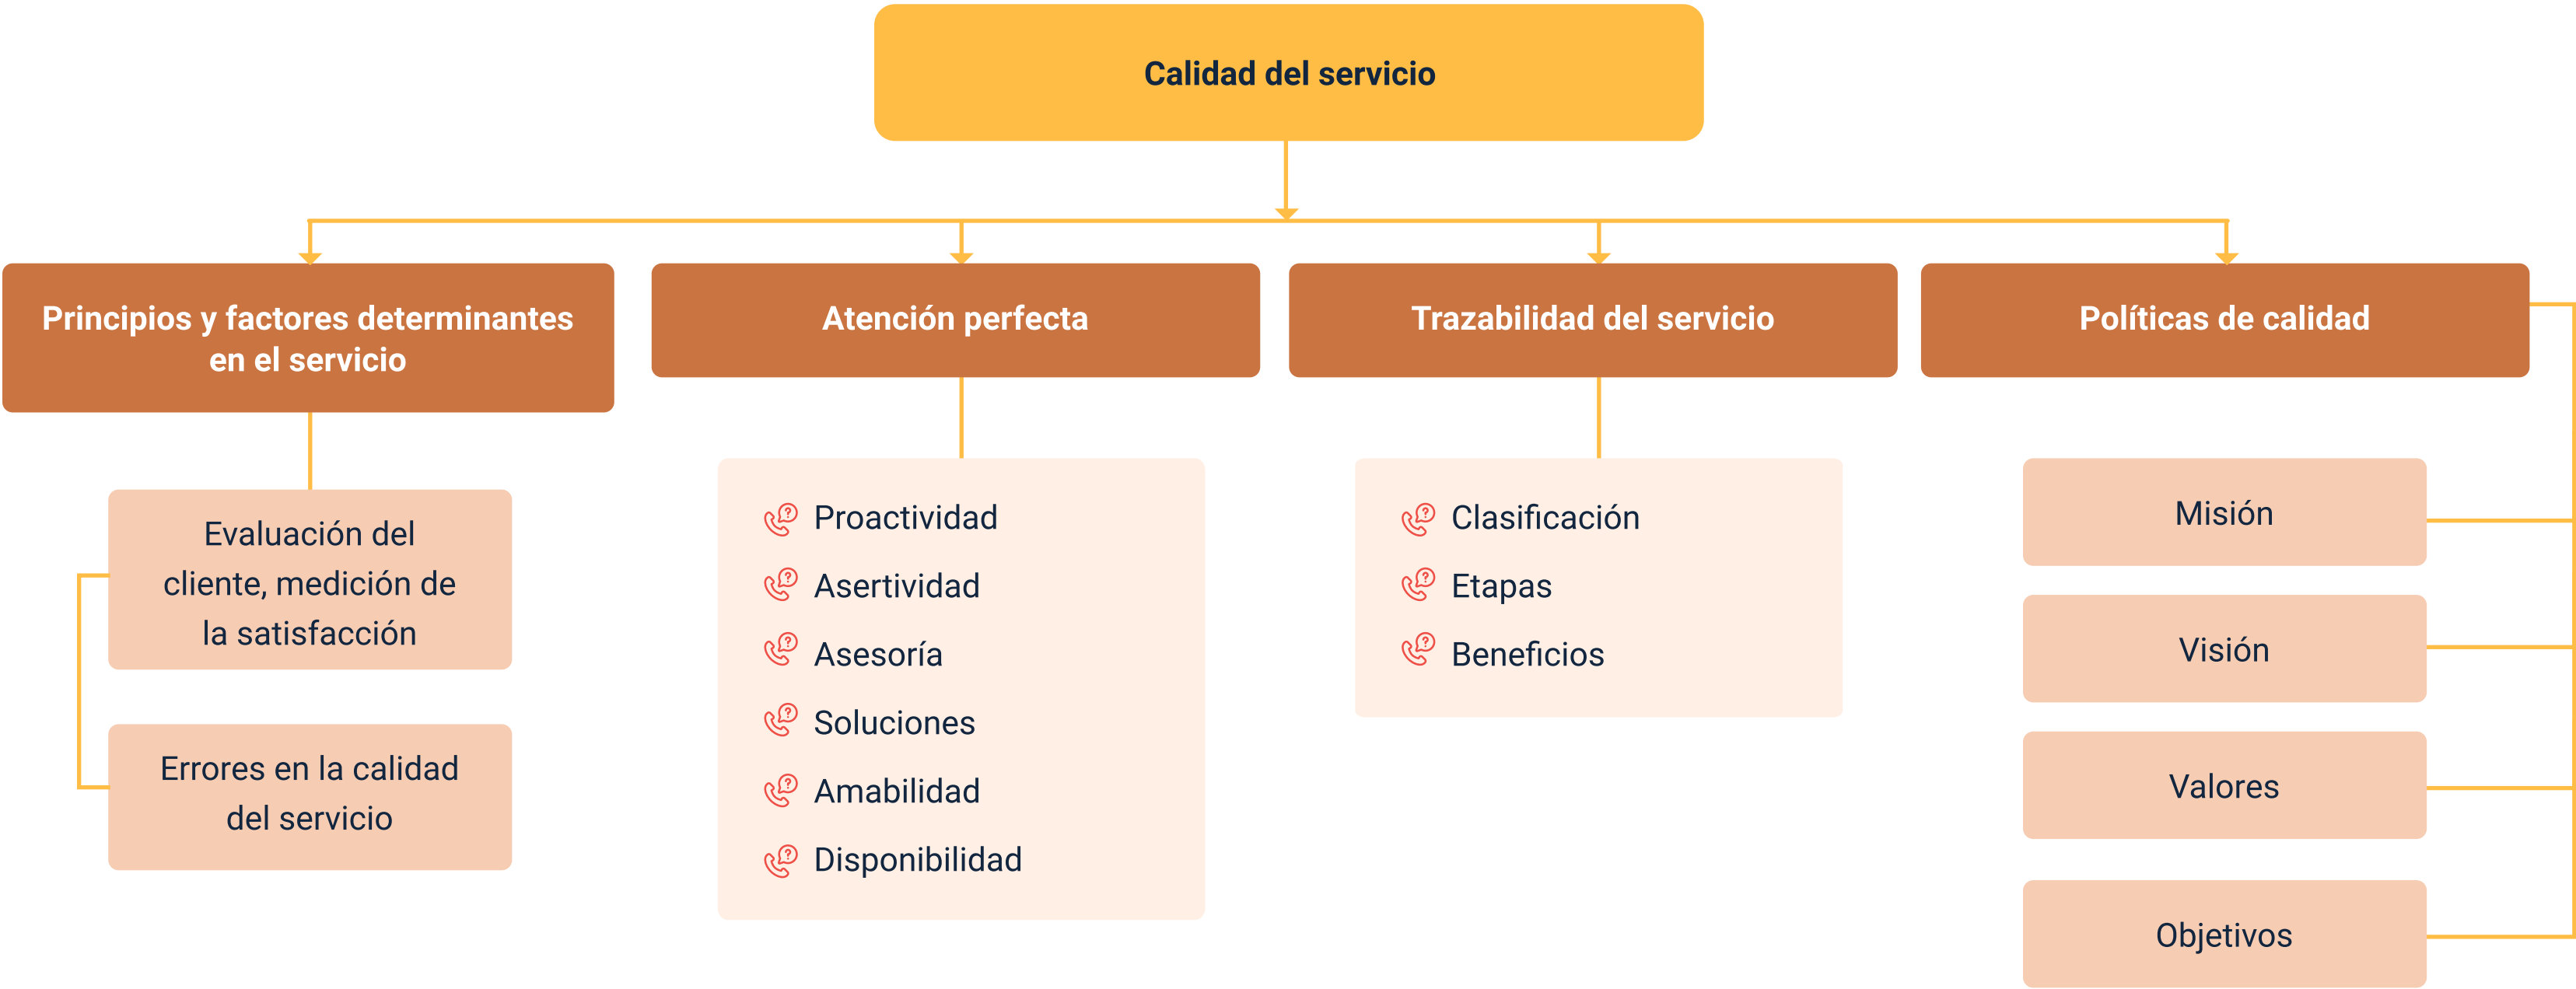 Calidad del servicio
Principios y factores determinantes
en el servicio
Evaluación del
cliente, medición de
la satisfacción
Errores en la calidad
del servicio
Atención perfecta
Proactividad
Asertividad
Asesoría
Soluciones
Amabilidad
Disponibilidad
Trazabilidad del servicio
Clasificación
Etapas
Beneficios
Políticas de calidad
Misión
Visión
Valores
Objetivos